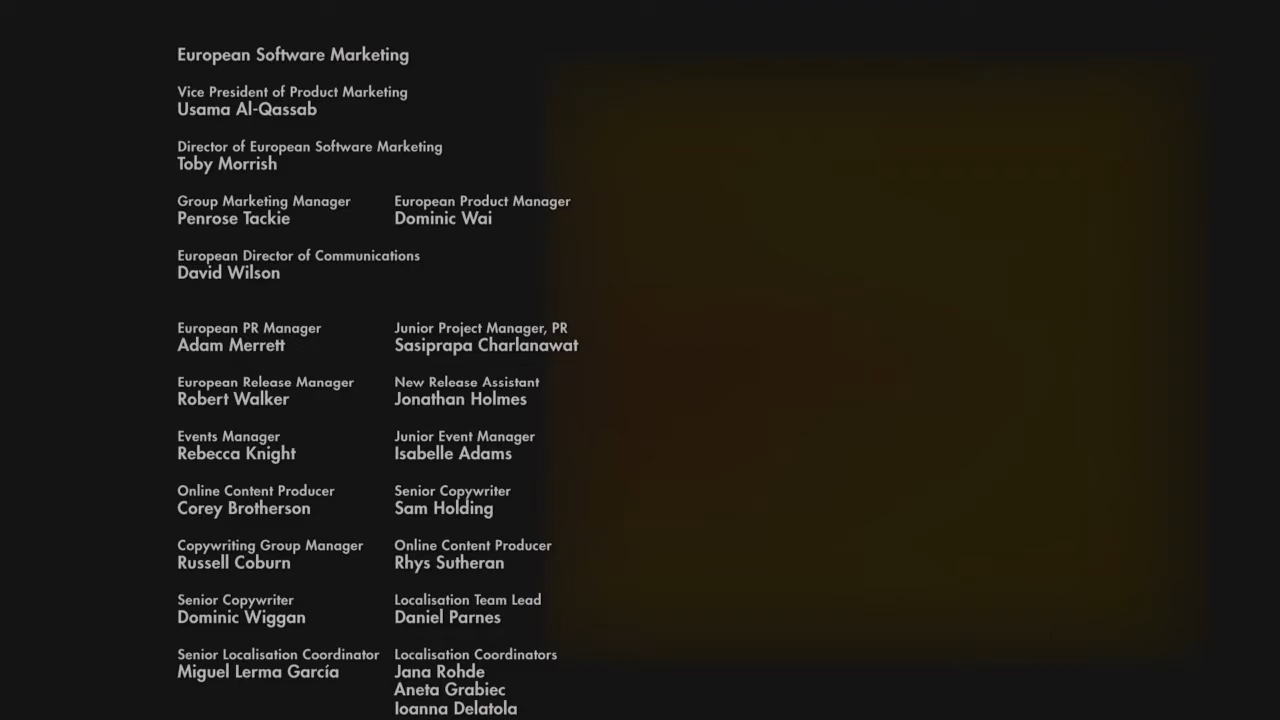 European Software Marketing
Vice President of Product Marketing
Usama Al-Qassab
Director of European Software Marketing
Toby Morrish
Group Marketing Manager
Penrose Tackie
European Product Manager
Dominic Wai
European Director of Communications
David Wilson
European PR Manager
Adam Merrett
Junior Project Manager, PR
Sasiprapa Charlanawat
European Release Manager
Robert Walker
New Release Assistant
Jonathan Holmes
Events Manager
Rebecca Knight
Junior Event Manager
Isabelle Adams
Online Content Producer
Corey Brotherson
Senior Copywriter
Sam Holding
Copywriting Group Manager
Russell Coburn
Online Content Producer
Rhys Sutheran
Senior Copywriter
Dominic Wiggan
Localisation Team Lead
Daniel Parnes
Senior Localisation Coordinator
Miguel Lerma García
Localisation Coordinators
Jana Rohde
Aneta Grabiec
Ioanna Delatola